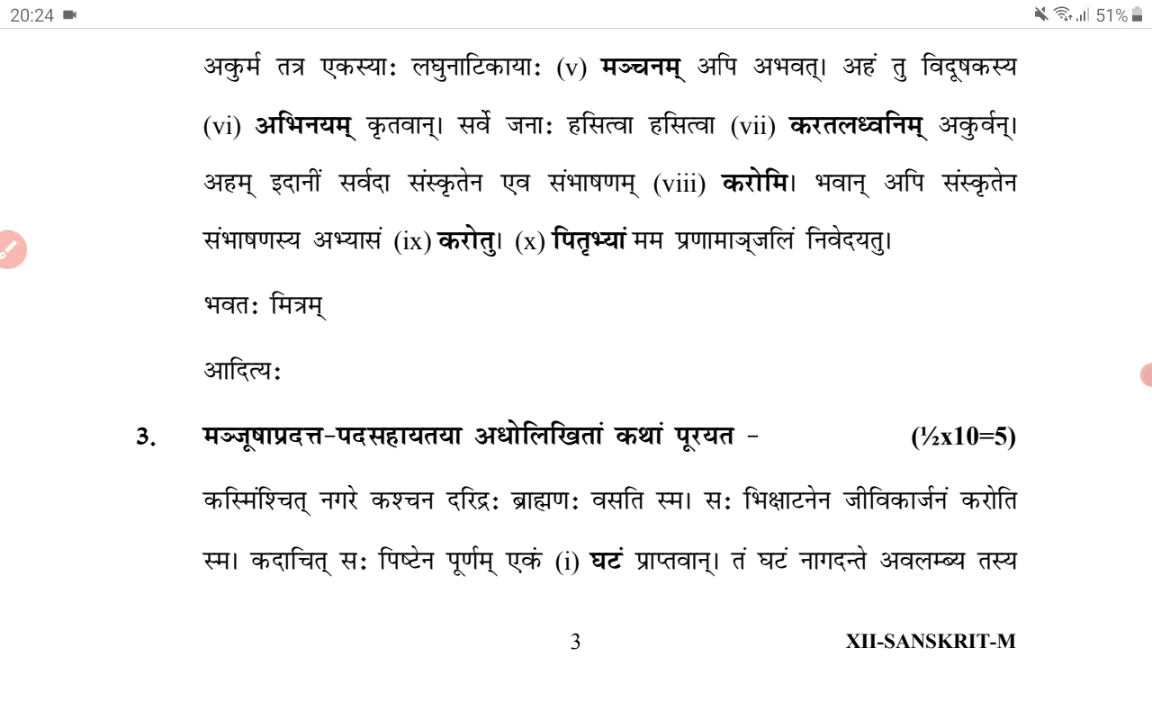 20:24 51%
अकुर्म तत्र एकस्या: लघुनाटिकाया: (v) मञ्चनम् अपि अभवत्। अहं तु विदूषकस्य
(vi) अभिनयम् कृतवान्। सर्वे जना: हसित्वा हसित्वा (vii) करतलध्वनिम् अकुर्वन्।
अहम् इदानीं सर्वदा संस्कृतेन एव संभाषणम् (viii) करोमि। भवान् अपि संस्कृतेन
संभाषणस्य अभ्यासं (ix) करोतु। (x) पितृभ्यां मम प्रणामाञ्जलिं निवेदयतु।
भवत: मित्रम्
आदित्य:
3. मञ्जूषाप्रदत्त-पदसहायतया अधोलिखितां कथां पूरयत - (½x10=5)
कस्मिंश्चित् नगरे कश्चन दरिद्र: ब्राह्मण: वसति स्म। स: भिक्षाटनेन जीविकार्जनं करोति
स्म। कदाचित् स: पिष्टेन पूर्णम् एकं (i) घटं प्राप्तवान्। तं घटं नागदन्ते अवलम्ब्य तस्य
3 XII-SANSKRIT-M